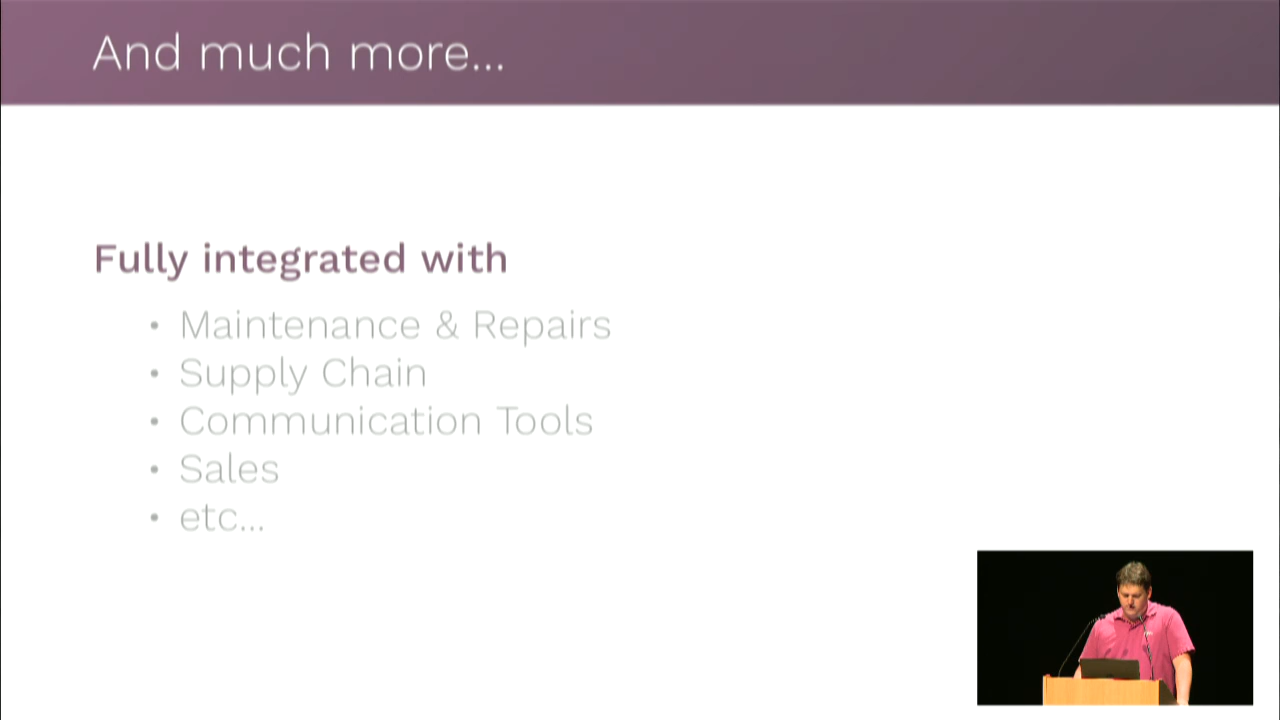 And much more...
Fully integrated with
• Maintenance & Repairs
• Supply Chain
• Communication Tools
• Sales
• etc...